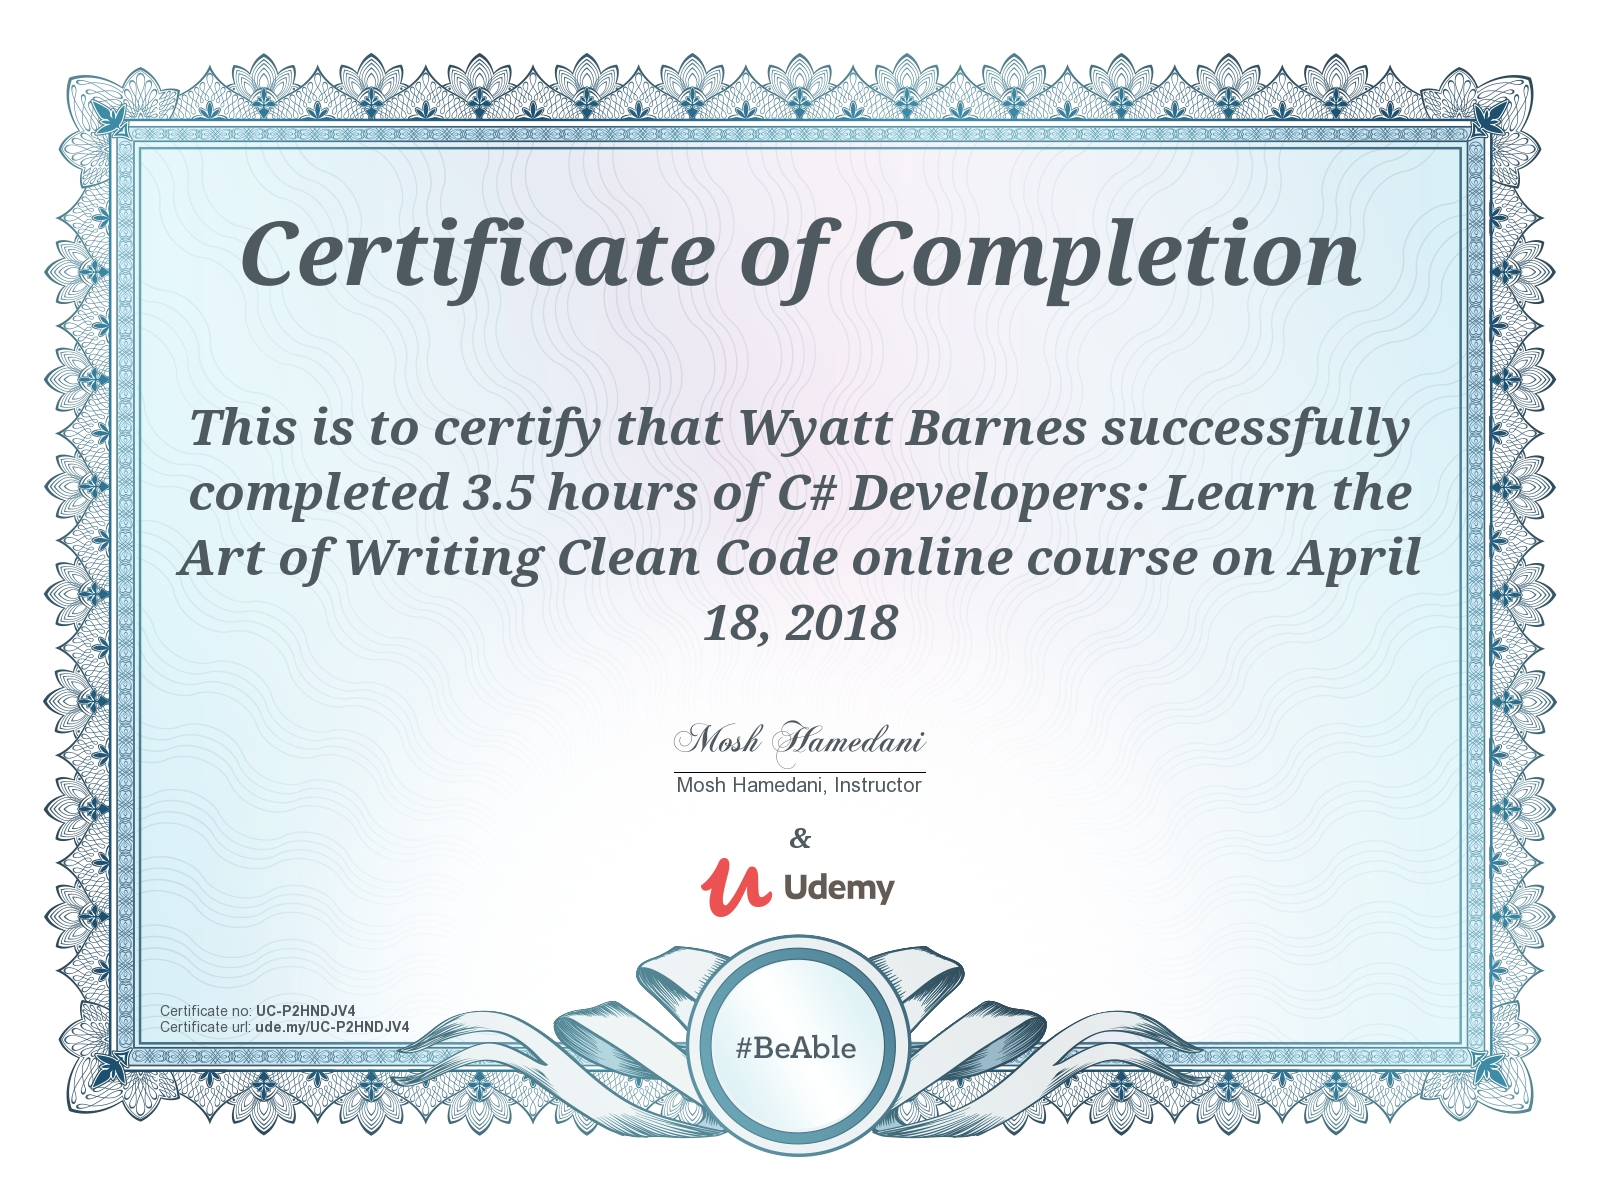 Certificate of Completion
This is to certify that Wyatt Barnes successfully
completed 3.5 hours of C# Developers: Learn the
Art of Writing Clean Code online course on April
18, 2018
Mosh Hamedani
Mosh Hamedani, Instructor
&
Udemy
Certificate no: UC-P2HNDJV4
Certificate url: ude.my/UC-P2HNDJV4
#BeAble